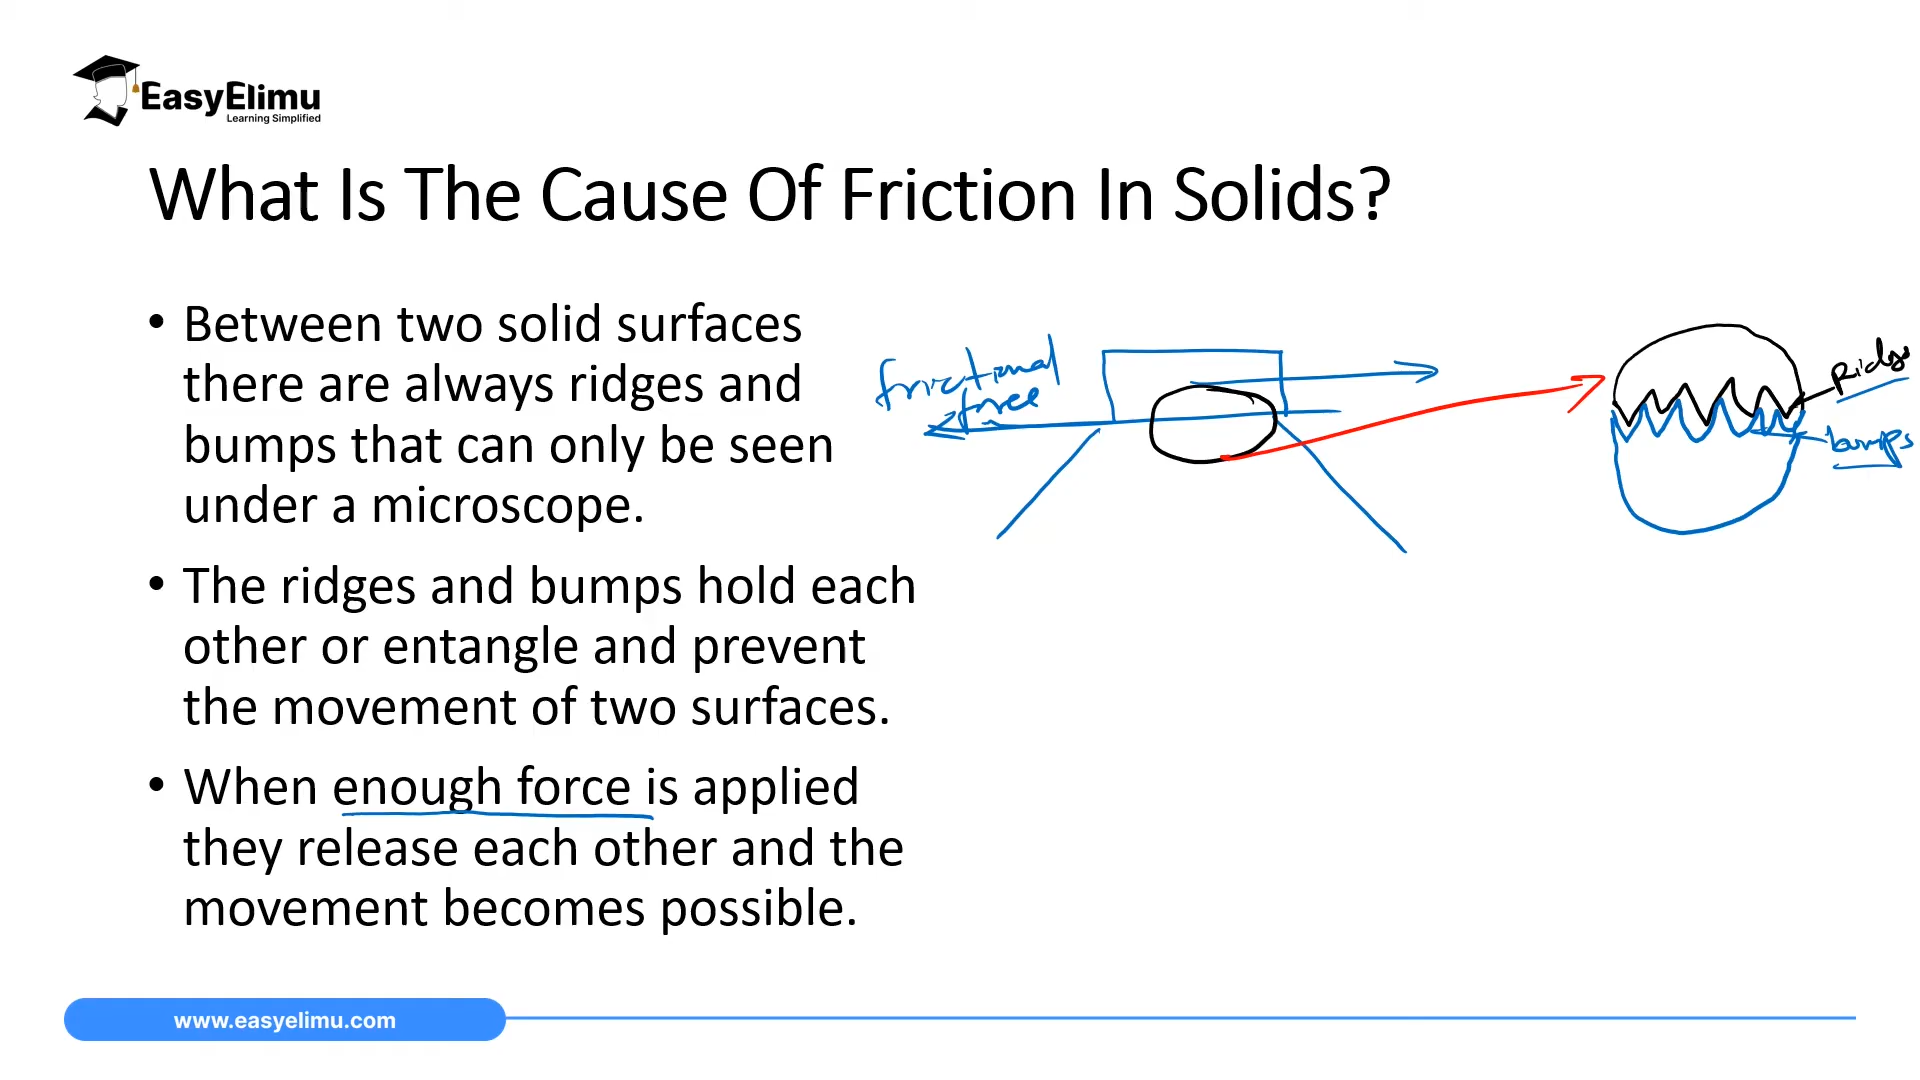 EasyElimu
Learning Simplified
What Is The Cause Of Friction In Solids?
• Between two solid surfaces
there are always ridges and
bumps that can only be seen
under a microscope.
• The ridges and bumps hold each
other or entangle and prevent
the movement of two surfaces.
• When enough force is applied
they release each other and the
movement becomes possible.
frictional
force
Ridges
bumps
www.easyelimu.com